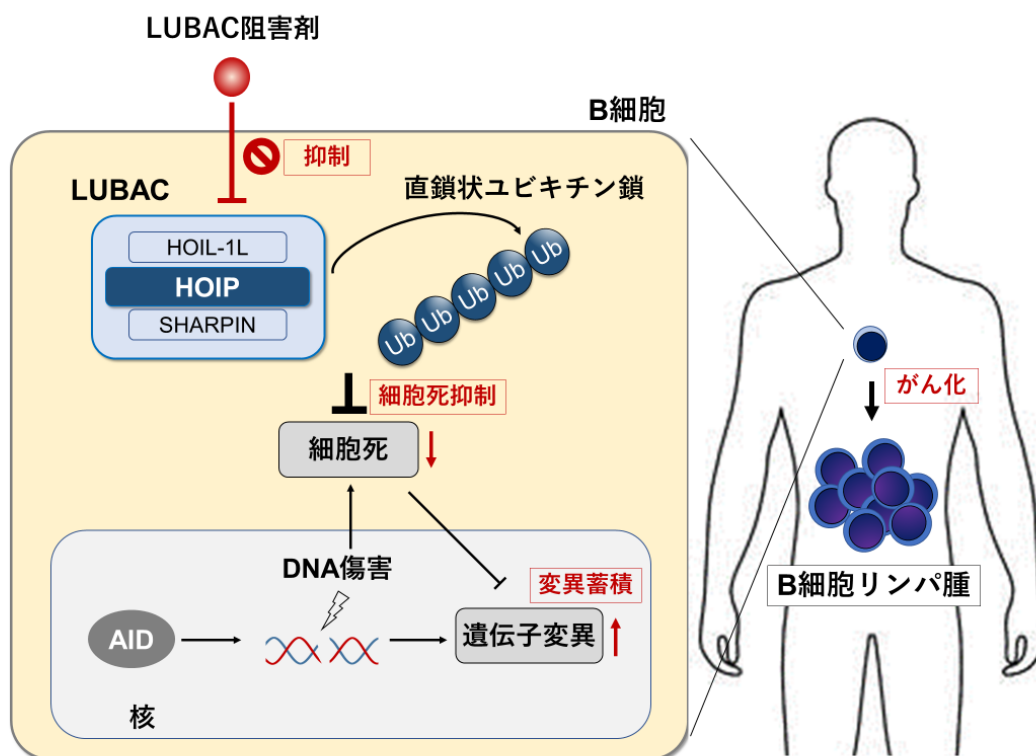 LUBAC阻害剤
B細胞
抑制
LUBAC
直鎖状ユビキチン鎖
HOIL-1L
HOIP
SHARPIN
Ub
Ub
Ub
Ub
Ub
細胞死抑制
がん化
細胞死
DNA傷害
変異蓄積
B細胞リンパ腫
AID
遺伝子変異
核